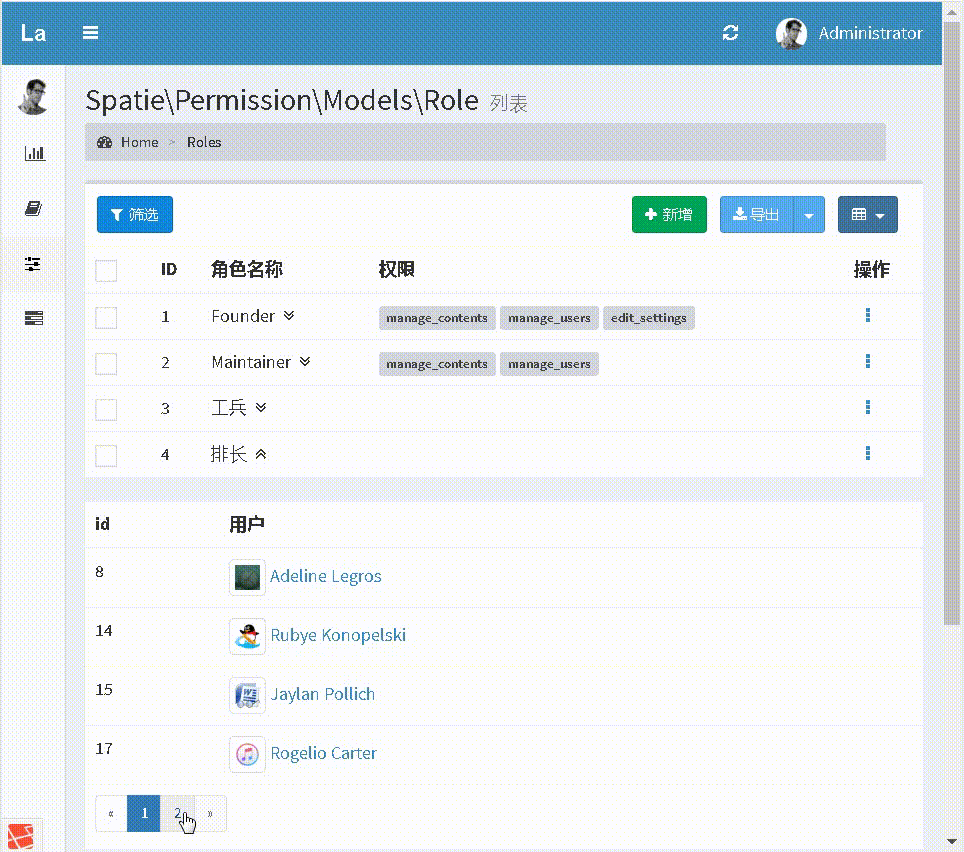 La Administrator
Spatie\Permission\Models\Role 列表
Home > Roles
筛选 新增 导出
ID 角色名称 权限 操作
1 Founder manage_contents manage_users edit_settings
2 Maintainer manage_contents manage_users
3 工兵
4 排长
id 用户
8 Adeline Legros
14 Rubye Konopelski
15 Jaylan Pollich
17 Rogelio Carter
« 1 2 »